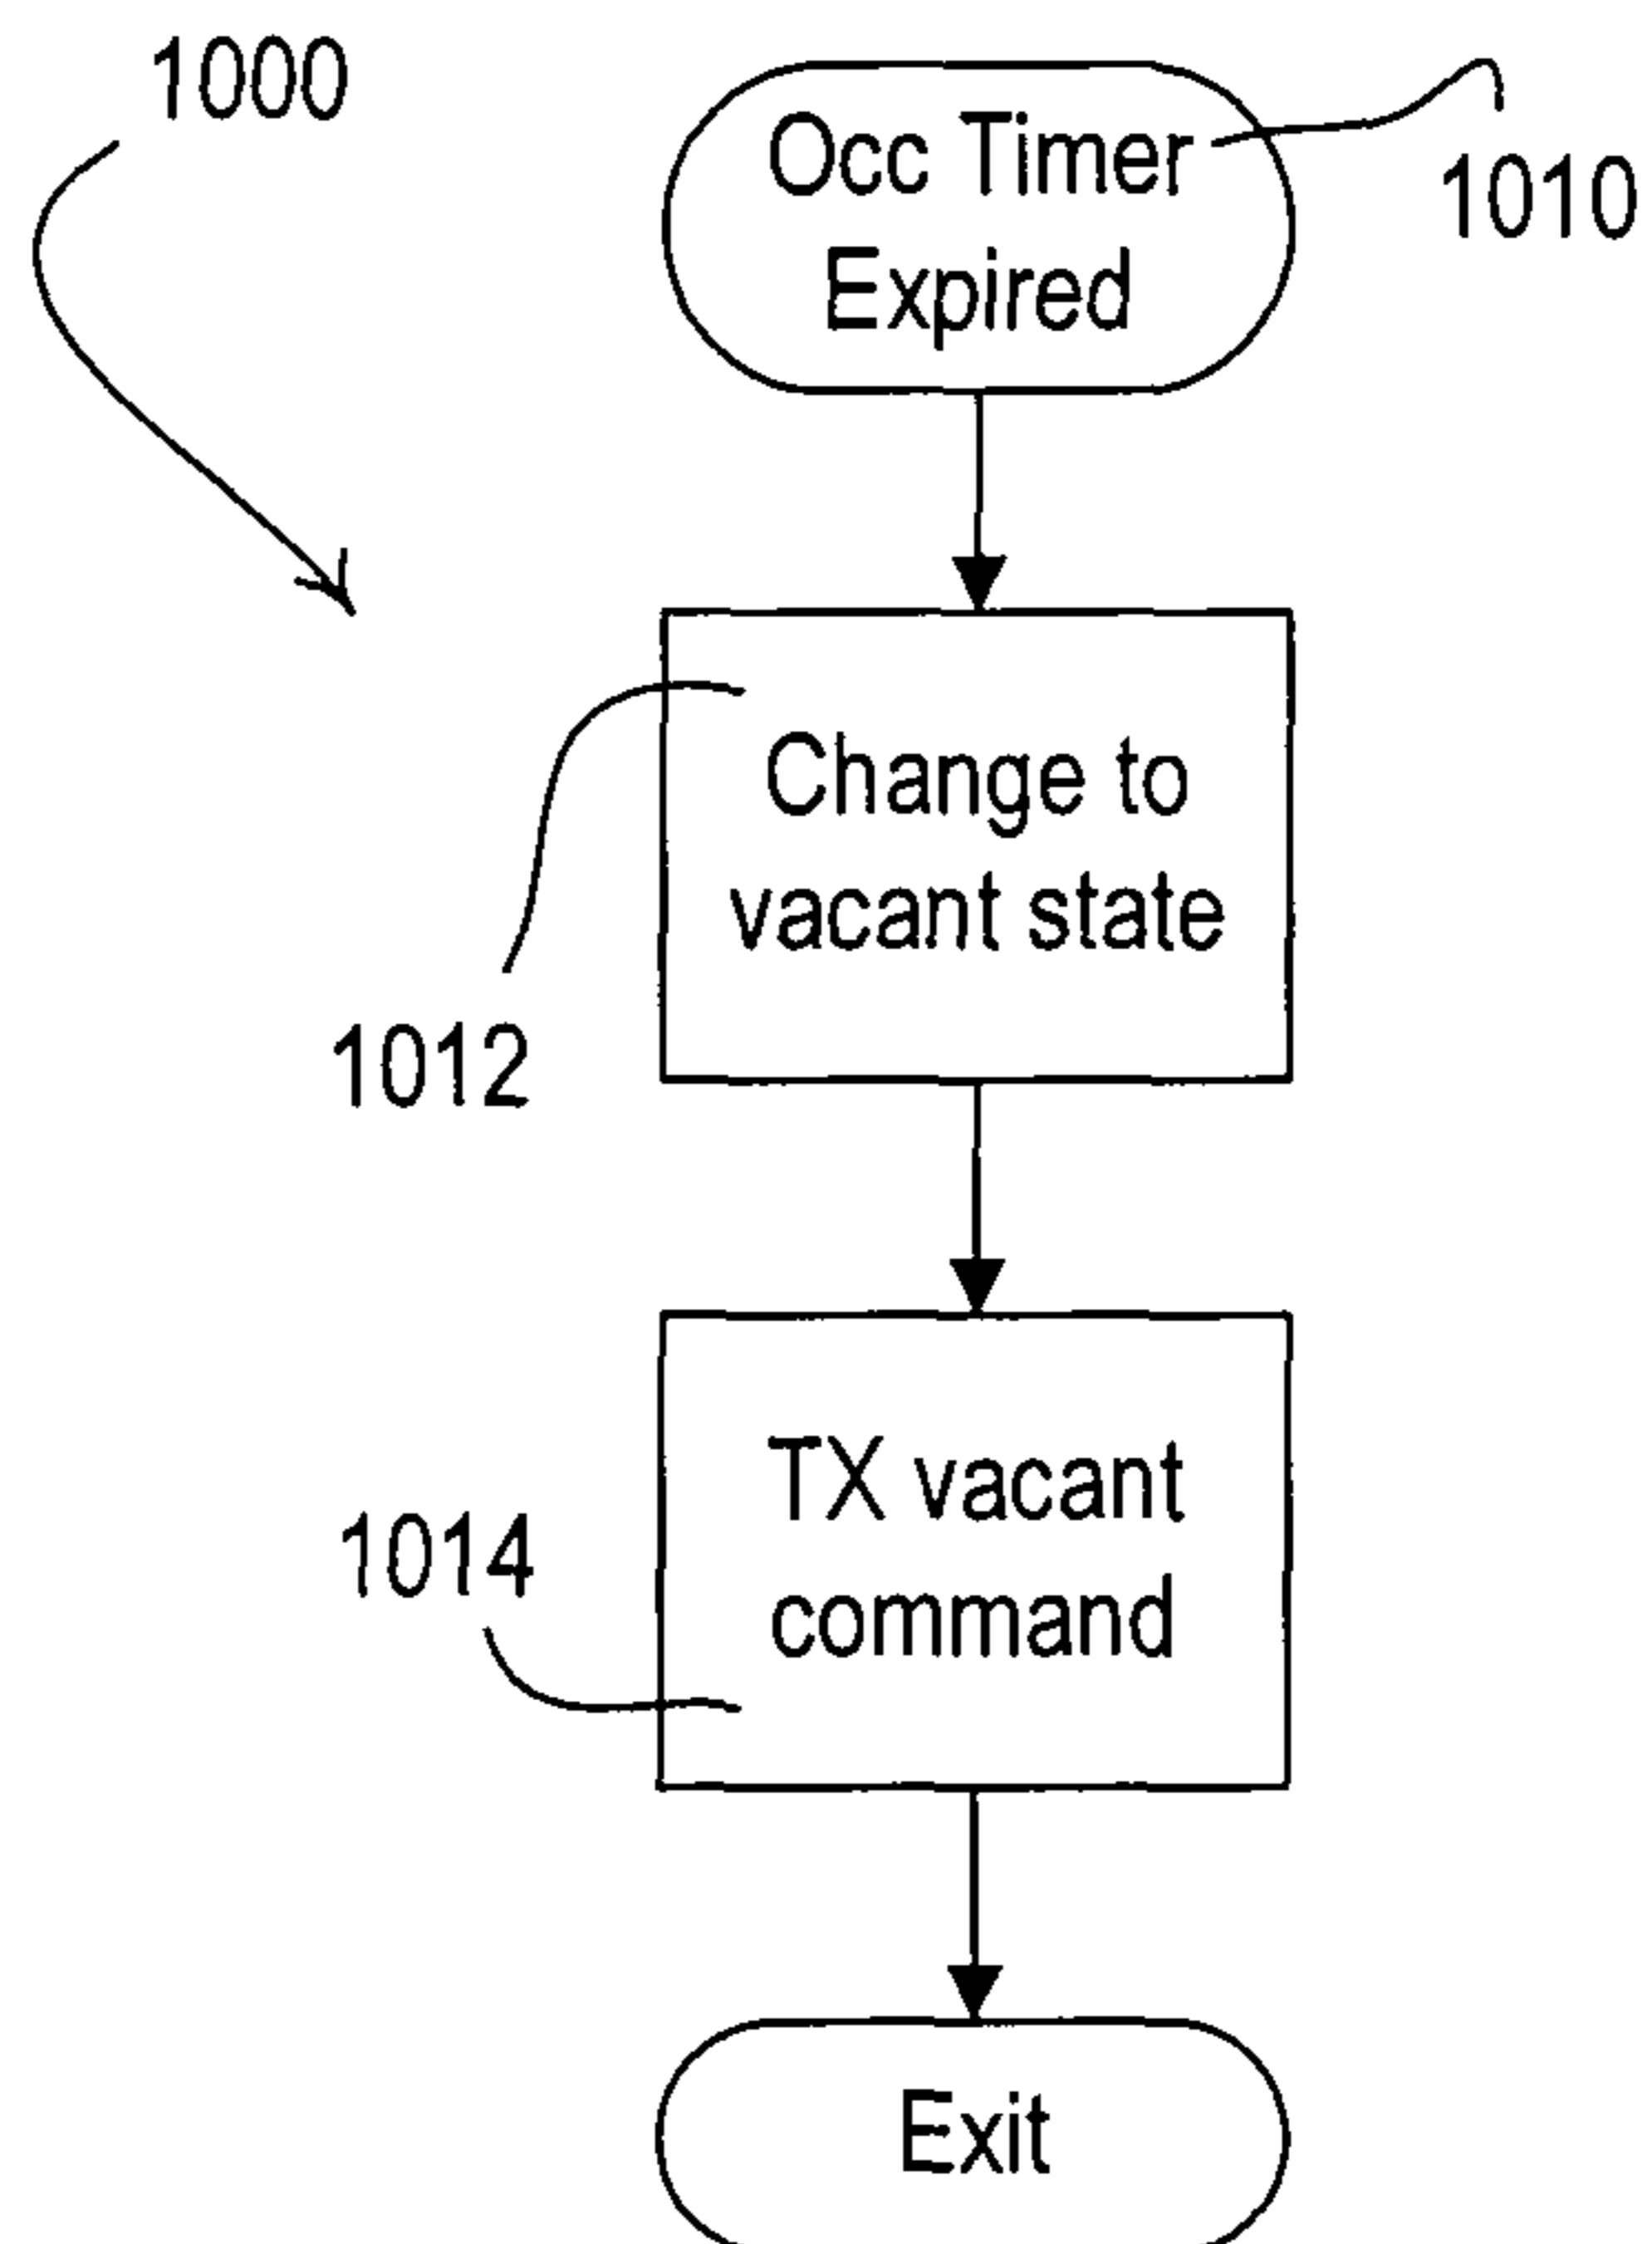 1000
Occ Timer
Expired
1010
Change to
vacant state
1012
TX vacant
command
1014
Exit